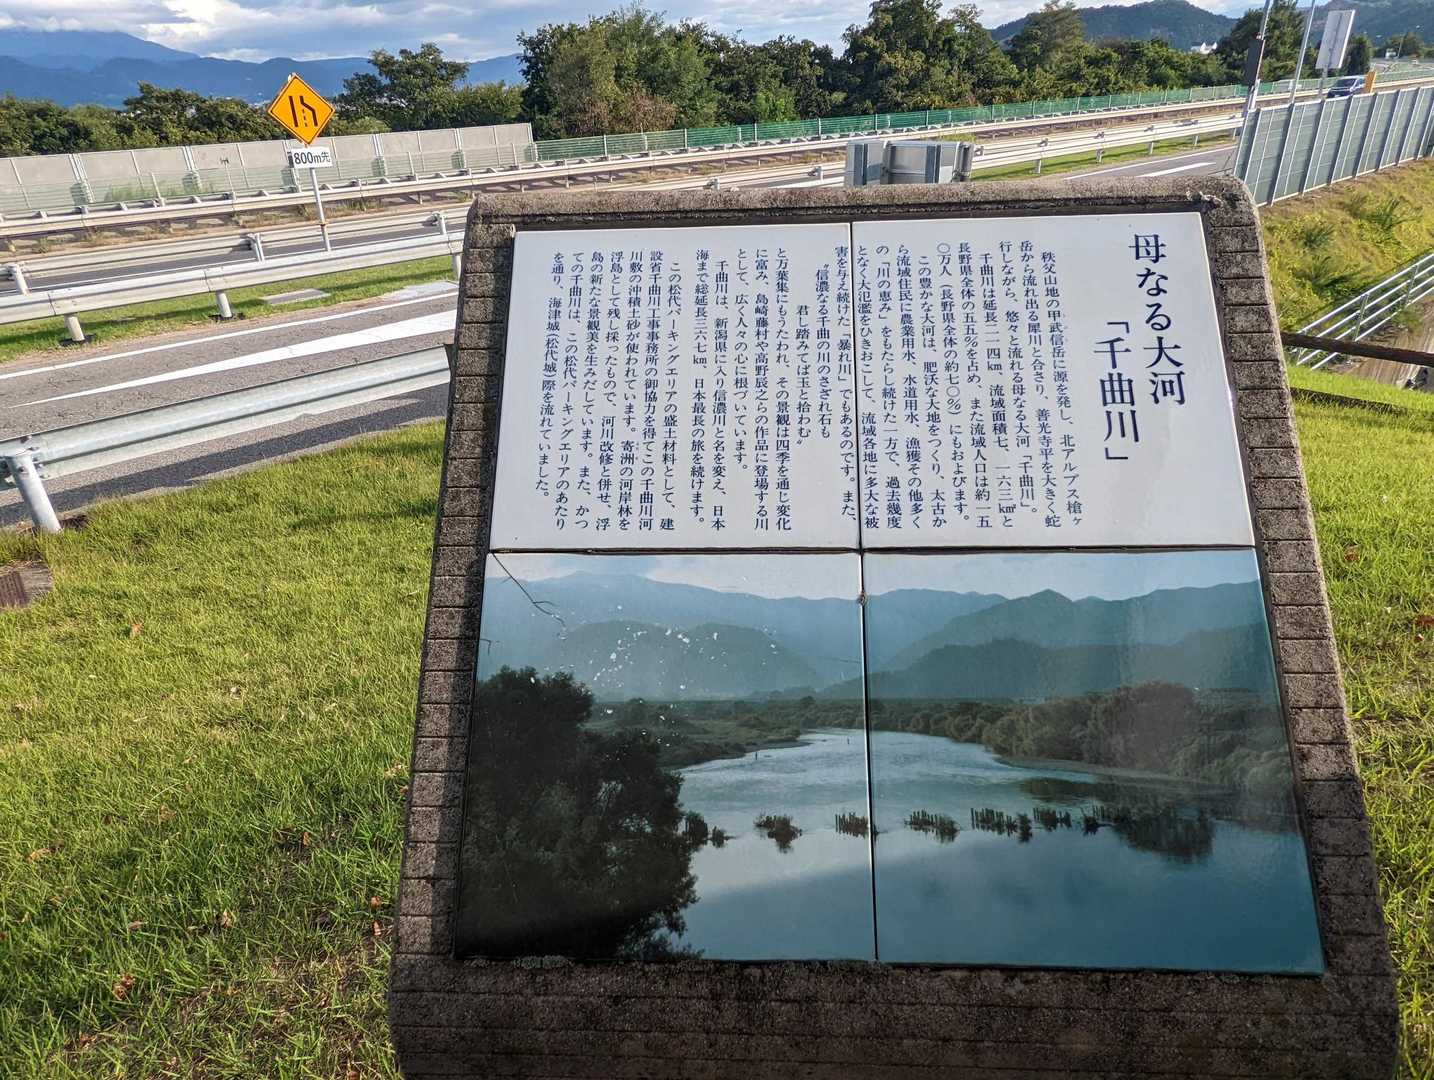 母なる大河
「千曲川」
秩父山地の甲武信岳に源を発し、北アルプス槍ヶ
岳から流れ出る犀川と合さり、善光寺平を大きく蛇
行しながら、悠々と流れる母なる大河「千曲川」。
千曲川は延長二一四㎞、流域面積七、一六三㎢と
長野県全体の五五％を占め、また流域人口は約一五
〇万人（長野県全体の約七〇％）にもおよびます。
この豊かな大河は、肥沃な大地をつくり、太古か
ら流域住民に農業用水、水道用水、漁獲その他多く
の「川の恵み」をもたらし続けた一方で、過去幾度
となく大氾濫をひきおこして、流域各地に多大な被
害を与え続けた「暴れ川」でもあるのです。また、
〝信濃なる千曲の川のさざれ石も
君し踏みてば玉と拾わむ〟
と万葉集にもうたわれ、その景観は四季を通じ変化
に富み、島崎藤村や高野辰之らの作品に登場する川
として、広く人々の心に根づいています。
千曲川は、新潟県に入り信濃川と名を変え、日本
海まで総延長三六七㎞、日本最長の旅を続けます。
この松代パーキングエリアの盛土材料として、建
設省千曲川工事事務所の御協力を得てこの千曲川河
川敷の沖積土砂が使われています。寄洲の河岸林を
浮島として残し採ったもので、河川改修と併せ、浮
島の新たな景観美を生みだしています。また、かつ
ての千曲川は、この松代パーキングエリアのあたり
を通り、海津城（松代城）際を流れていました。
800m先